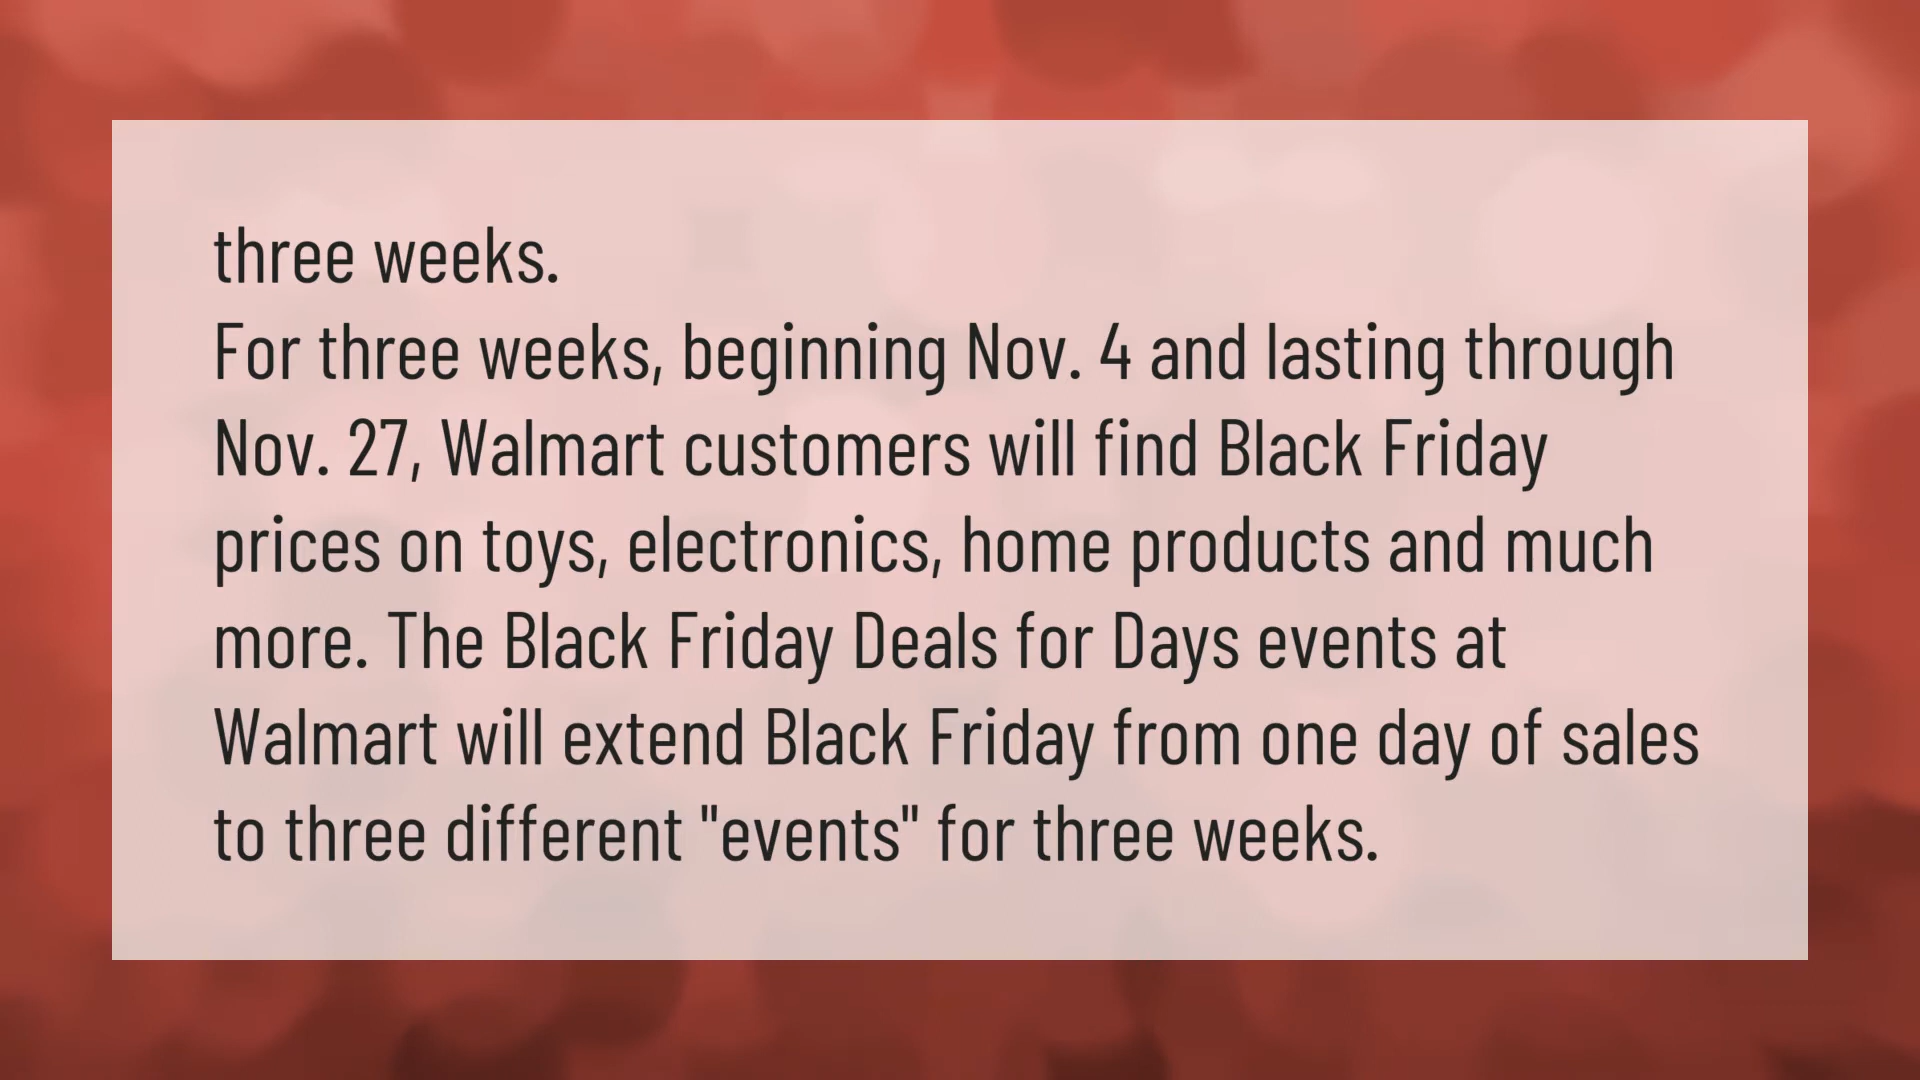 three weeks.
For three weeks, beginning Nov. 4 and lasting through
Nov. 27, Walmart customers will find Black Friday
prices on toys, electronics, home products and much
more. The Black Friday Deals for Days events at
Walmart will extend Black Friday from one day of sales
to three different "events" for three weeks.